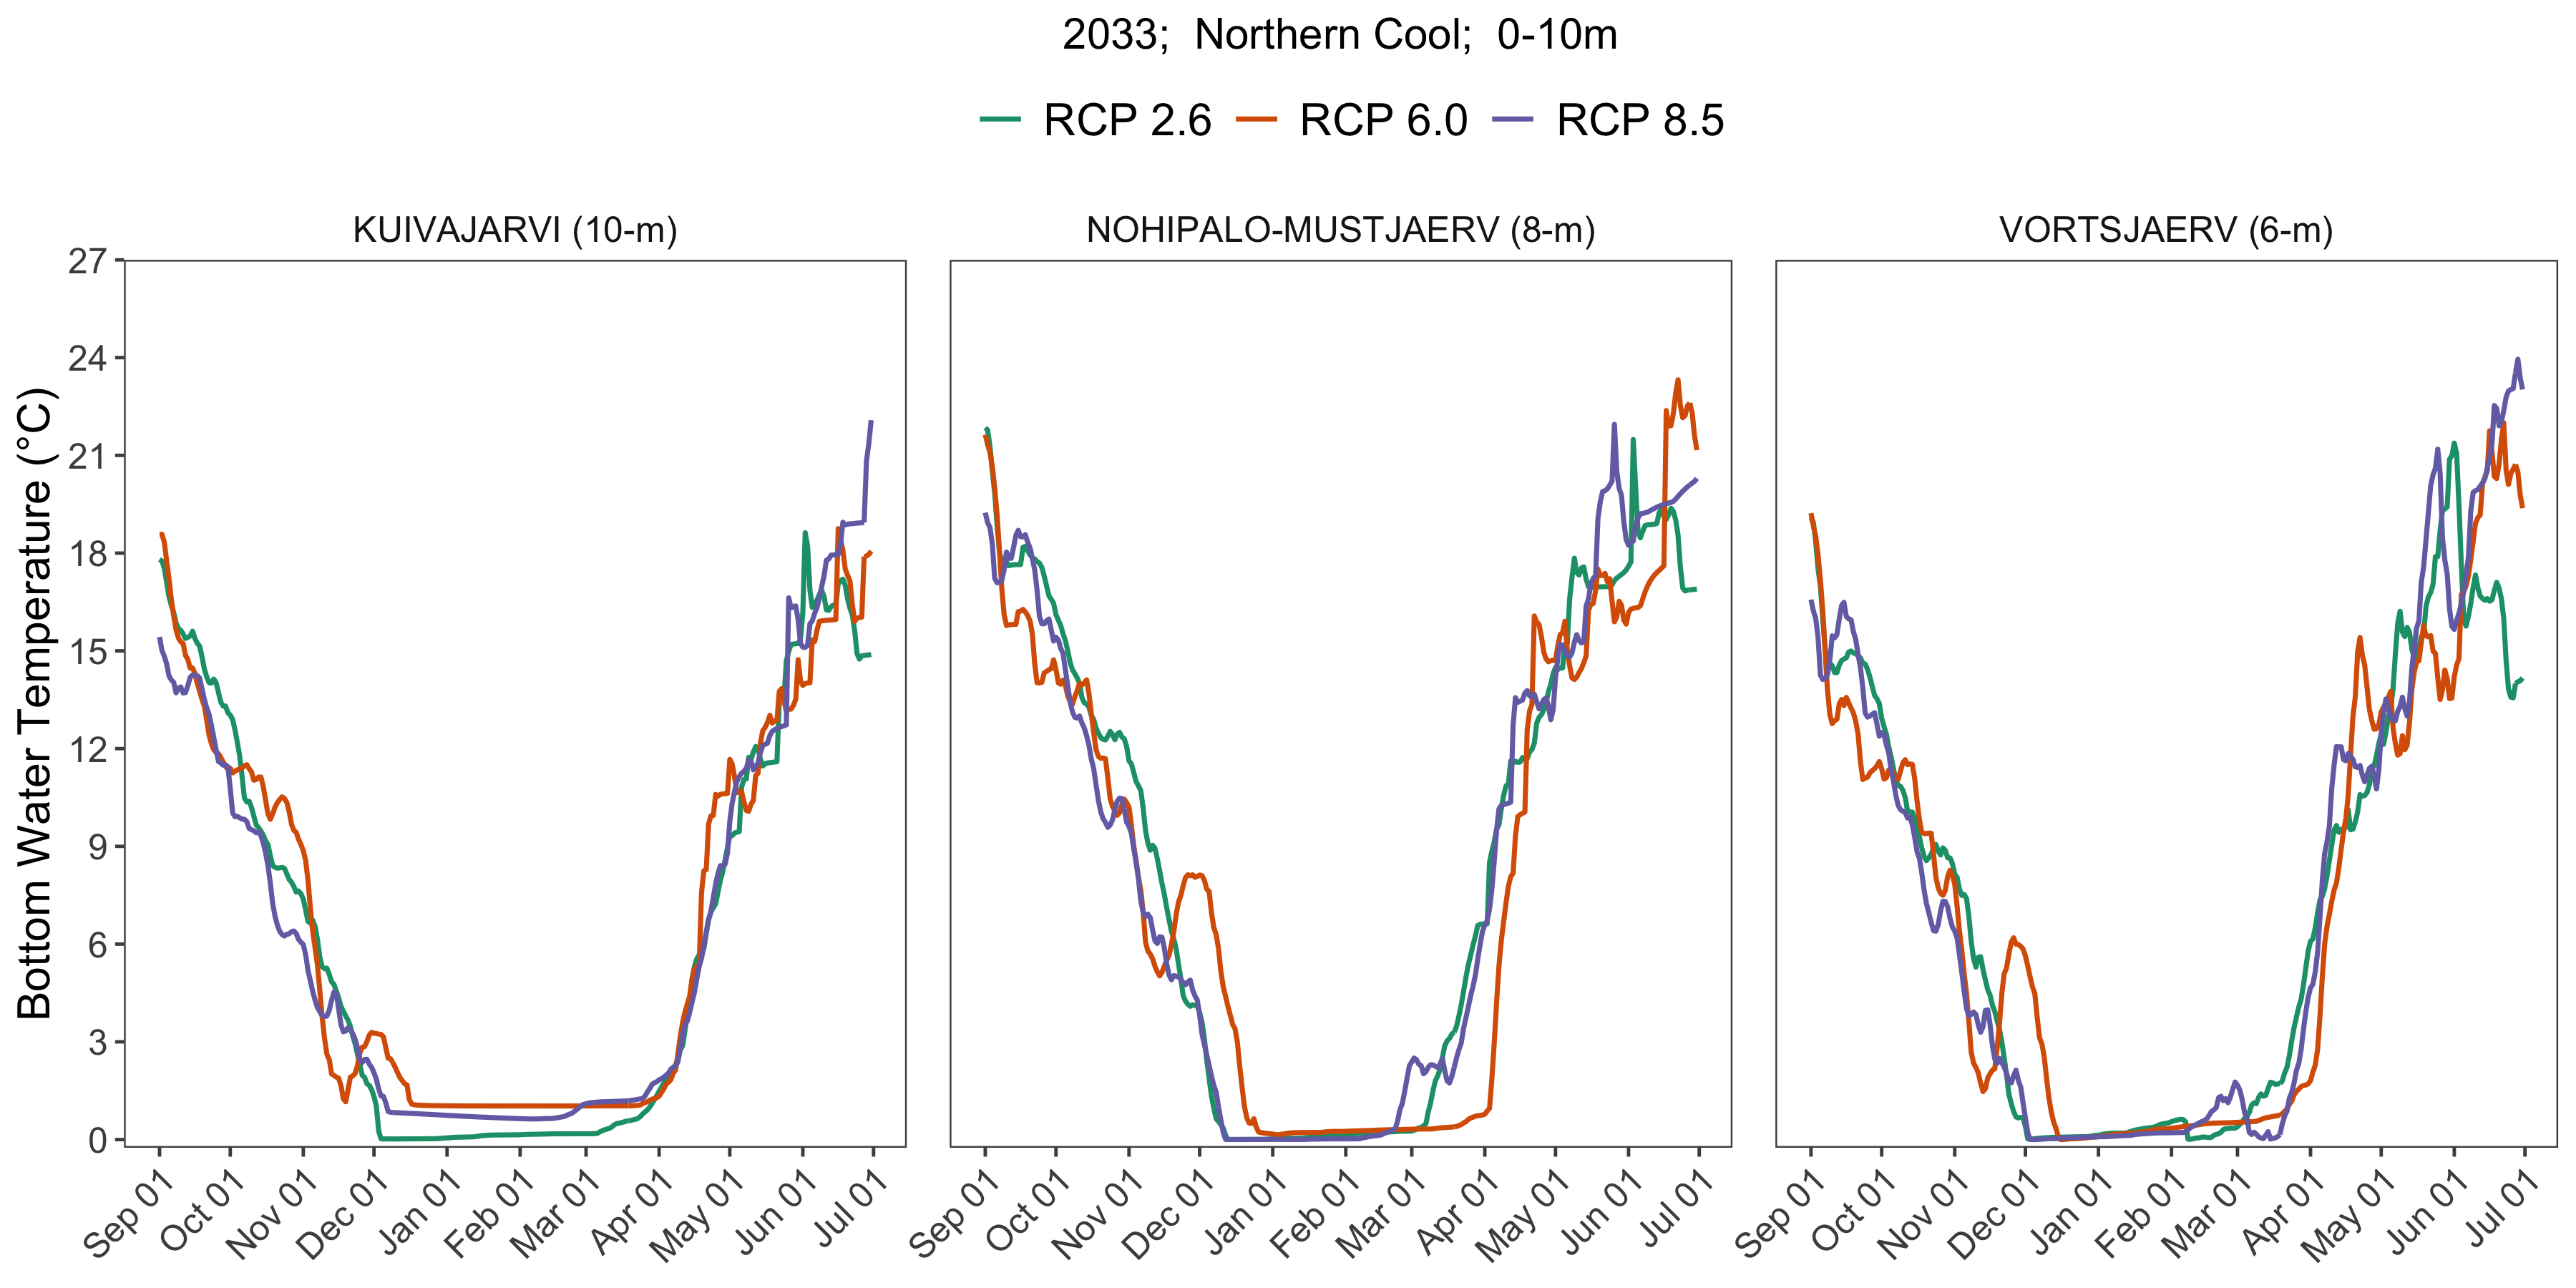 2033;  Northern Cool;  0-10m
RCP 2.6 RCP 6.0 RCP 8.5
KUIVAJARVI (10-m)
NOHIPALO-MUSTJAERV (8-m)
VORTSJAERV (6-m)
Bottom Water Temperature (°C)
27
24
21
18
15
12
9
6
3
0
Sep 01 Oct 01 Nov 01 Dec 01 Jan 01 Feb 01 Mar 01 Apr 01 May 01 Jun 01 Jul 01
Sep 01 Oct 01 Nov 01 Dec 01 Jan 01 Feb 01 Mar 01 Apr 01 May 01 Jun 01 Jul 01
Sep 01 Oct 01 Nov 01 Dec 01 Jan 01 Feb 01 Mar 01 Apr 01 May 01 Jun 01 Jul 01